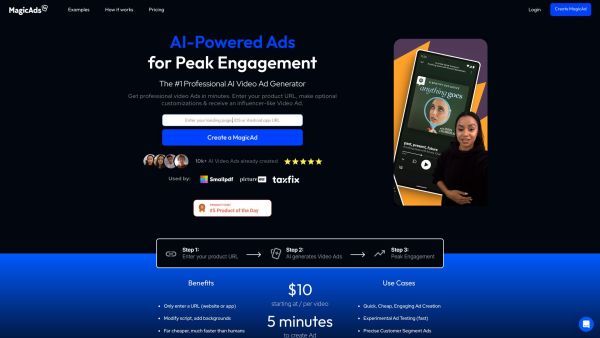 MagicAds
Examples
How it works
Pricing
Login
Create MagicAd
AI-Powered Ads
for Peak Engagement
The #1 Professional AI Video Ad Generator
Get professional video Ads in minutes. Enter your product URL, make optional
customizations & receive an influencer-like Video Ad.
Enter your landing page, iOS or Android app URL
Create a MagicAd
10k+ AI Video Ads already created
Used by:
Smallpdf
taxfix
PRODUCT HUNT
#5 Product of the Day
anything
goes
past, present, future
Step 1:
Enter your product URL
Step 2:
AI generates Video Ads
Step 3:
Peak Engagement
Benefits
Only enter a URL (website or app)
Modify script, add backgrounds
Far cheaper, much faster than humans
$10
starting at / per video
5 minutes
to create Ad
Use Cases
Quick, Cheap, Engaging Ad Creation
Experimental Ad Testing (fast)
Precise Customer Segment Ads